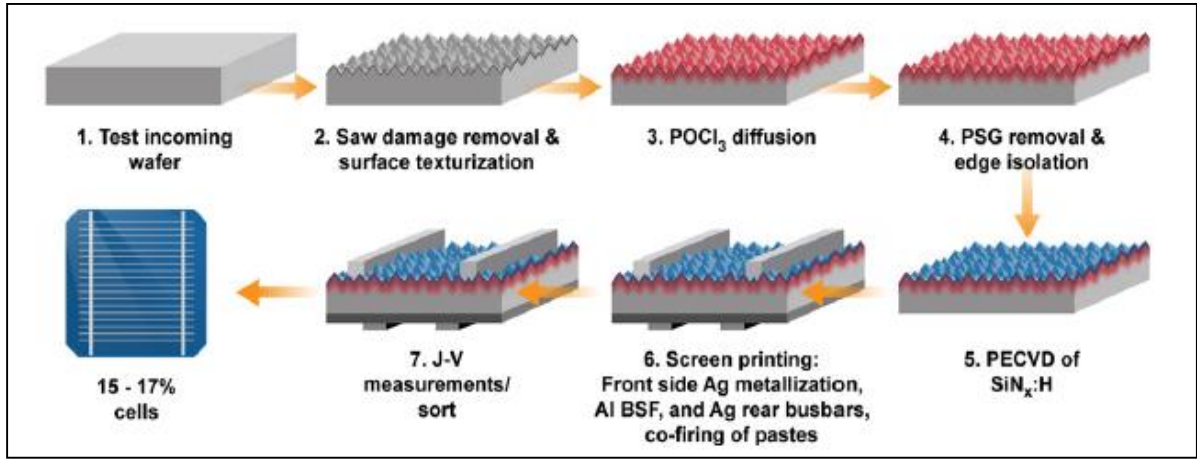 1. Test incoming
wafer
2. Saw damage removal &
surface texturization
3. POCl₃ diffusion
4. PSG removal &
edge isolation
5. PECVD of
SiNₓ:H
6. Screen printing:
Front side Ag metallization,
Al BSF, and Ag rear busbars,
co-firing of pastes
7. J-V
measurements/
sort
15 - 17%
cells